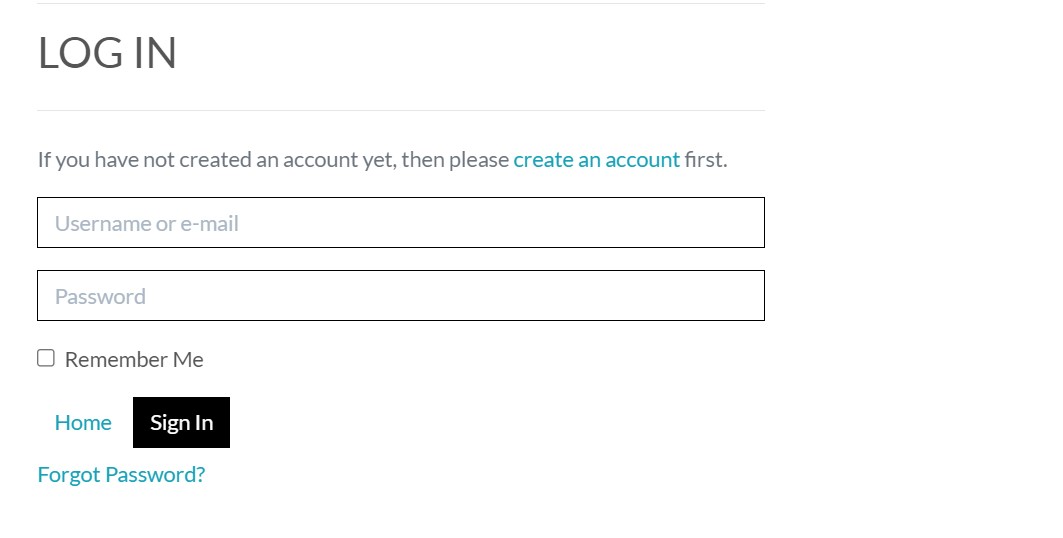 LOG IN
If you have not created an account yet, then please create an account first.
Username or e-mail
Password
Remember Me
Home Sign In
Forgot Password?